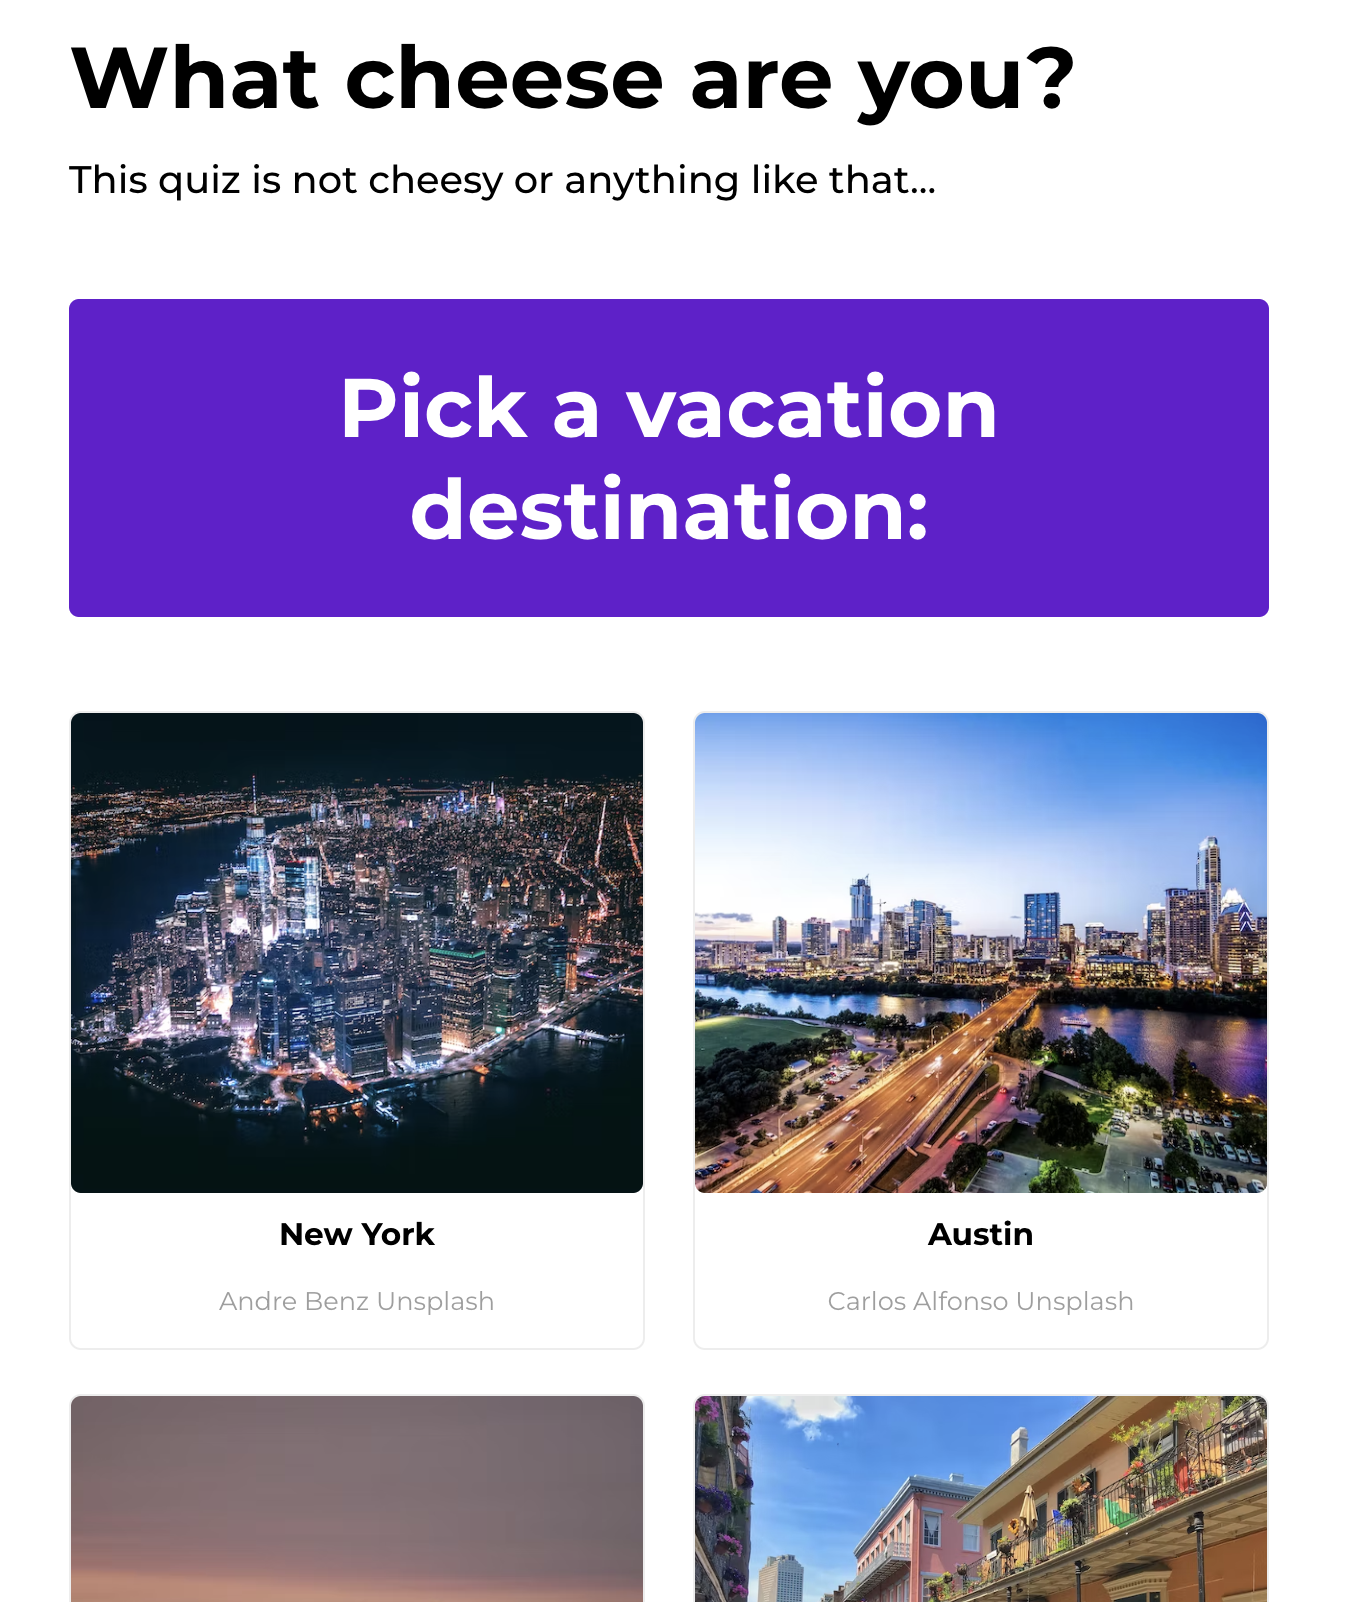 What cheese are you?
This quiz is not cheesy or anything like that...
Pick a vacation
destination:
New York
Austin
Andre Benz Unsplash
Carlos Alfonso Unsplash